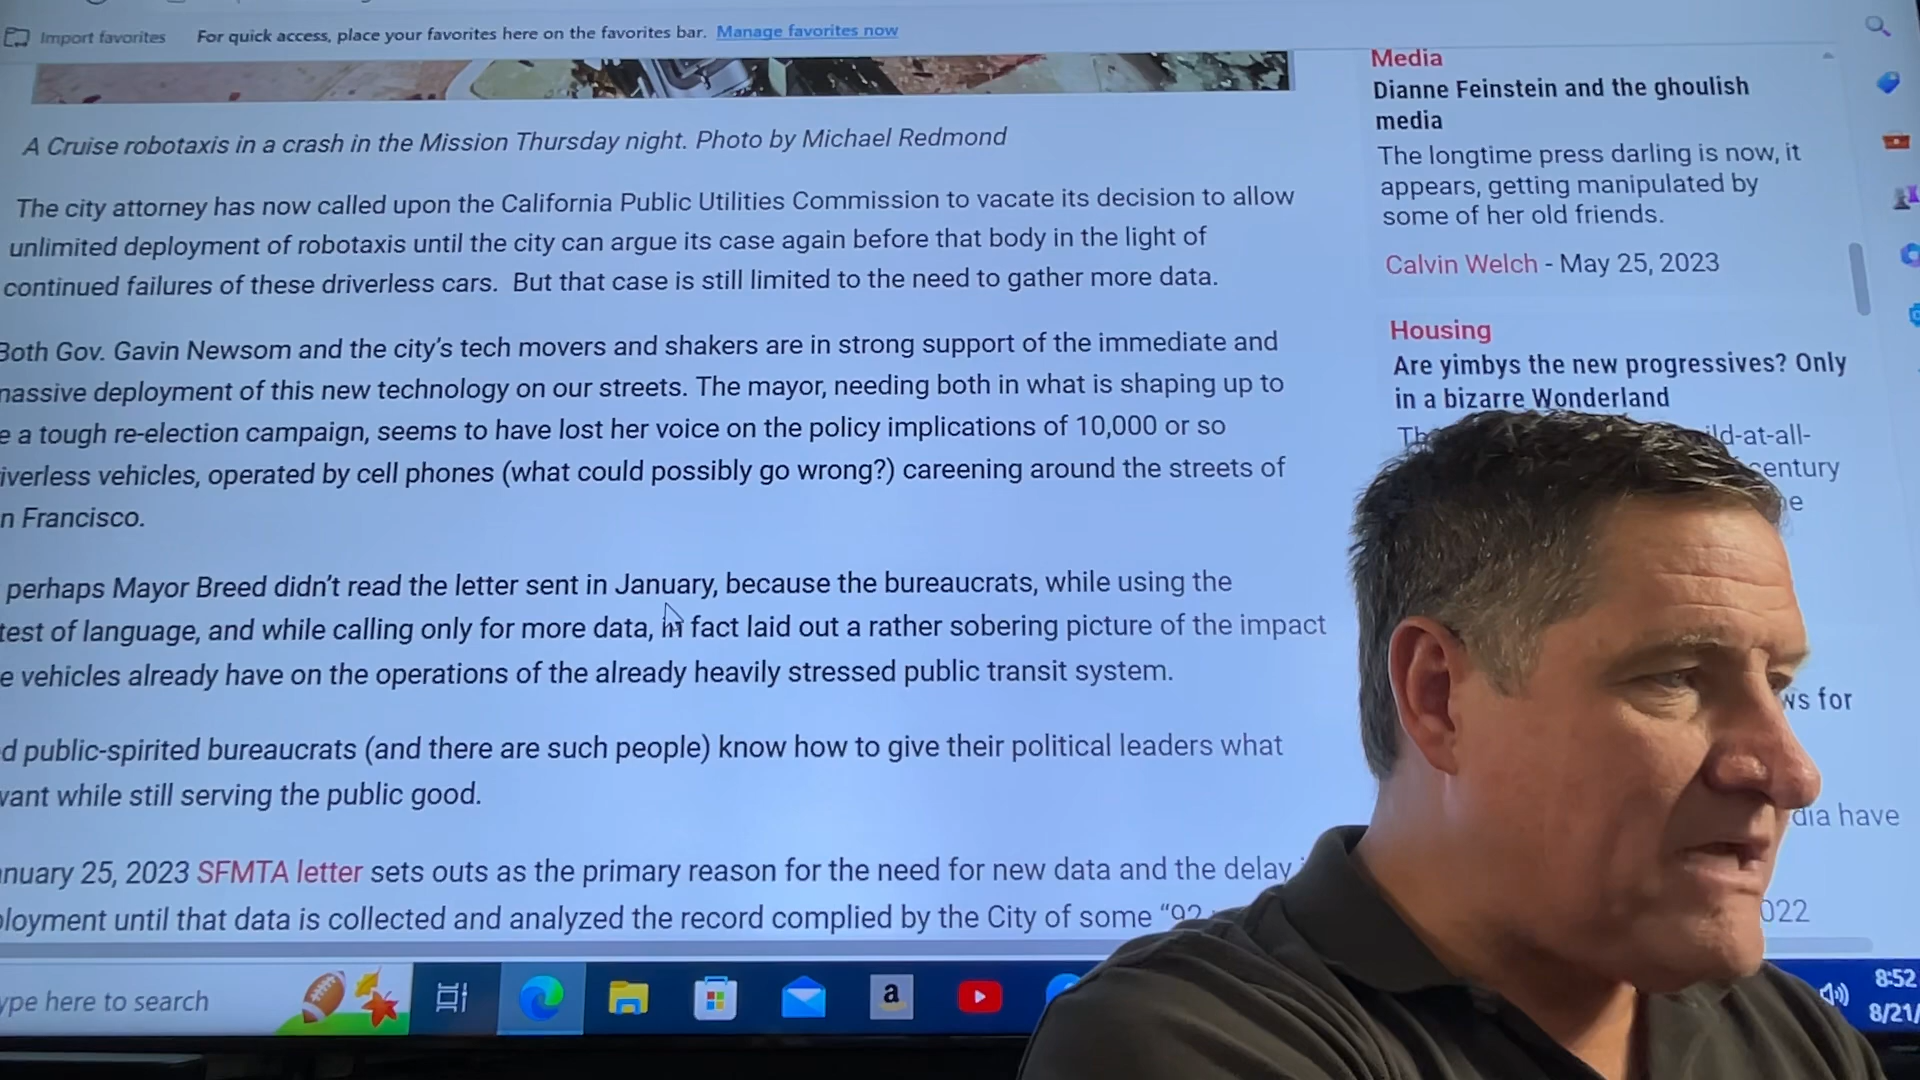 Import favorites
For quick access, place your favorites here on the favorites bar. Manage favorites now
A Cruise robotaxis in a crash in the Mission Thursday night. Photo by Michael Redmond
The city attorney has now called upon the California Public Utilities Commission to vacate its decision to allow
unlimited deployment of robotaxis until the city can argue its case again before that body in the light of
continued failures of these driverless cars. But that case is still limited to the need to gather more data.
Both Gov. Gavin Newsom and the city's tech movers and shakers are in strong support of the immediate and
massive deployment of this new technology on our streets. The mayor, needing both in what is shaping up to
e a tough re-election campaign, seems to have lost her voice on the policy implications of 10,000 or so
iverless vehicles, operated by cell phones (what could possibly go wrong?) careening around the streets of
n Francisco.
perhaps Mayor Breed didn't read the letter sent in January, because the bureaucrats, while using the
test of language, and while calling only for more data, in fact laid out a rather sobering picture of the impact
e vehicles already have on the operations of the already heavily stressed public transit system.
d public-spirited bureaucrats (and there are such people) know how to give their political leaders what
want while still serving the public good.
nuary 25, 2023 SFMTA letter sets outs as the primary reason for the need for new data and the delay
loyment until that data is collected and analyzed the record complied by the City of some “92
Media
Dianne Feinstein and the ghoulish
media
The longtime press darling is now, it
appears, getting manipulated by
some of her old friends.
Calvin Welch - May 25, 2023
Housing
Are yimbys the new progressives? Only
in a bizarre Wonderland
ild-at-all-
century
ws for
dia have
022
ype here to search
a
8:52
8/21/